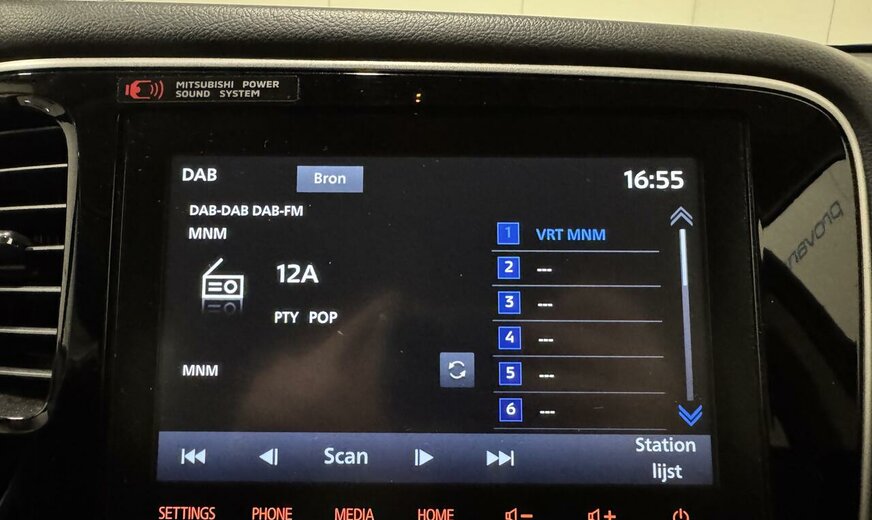 MITSUBISHI POWER
SOUND SYSTEM
DAB
Bron
16:55
DAB-DAB DAB-FM
MNM
12A
PTY POP
MNM
1 VRT MNM
2 ---
3 ---
4 ---
5 ---
6 ---
Scan
Station
lijst
SETTINGS PHONE MEDIA HOME